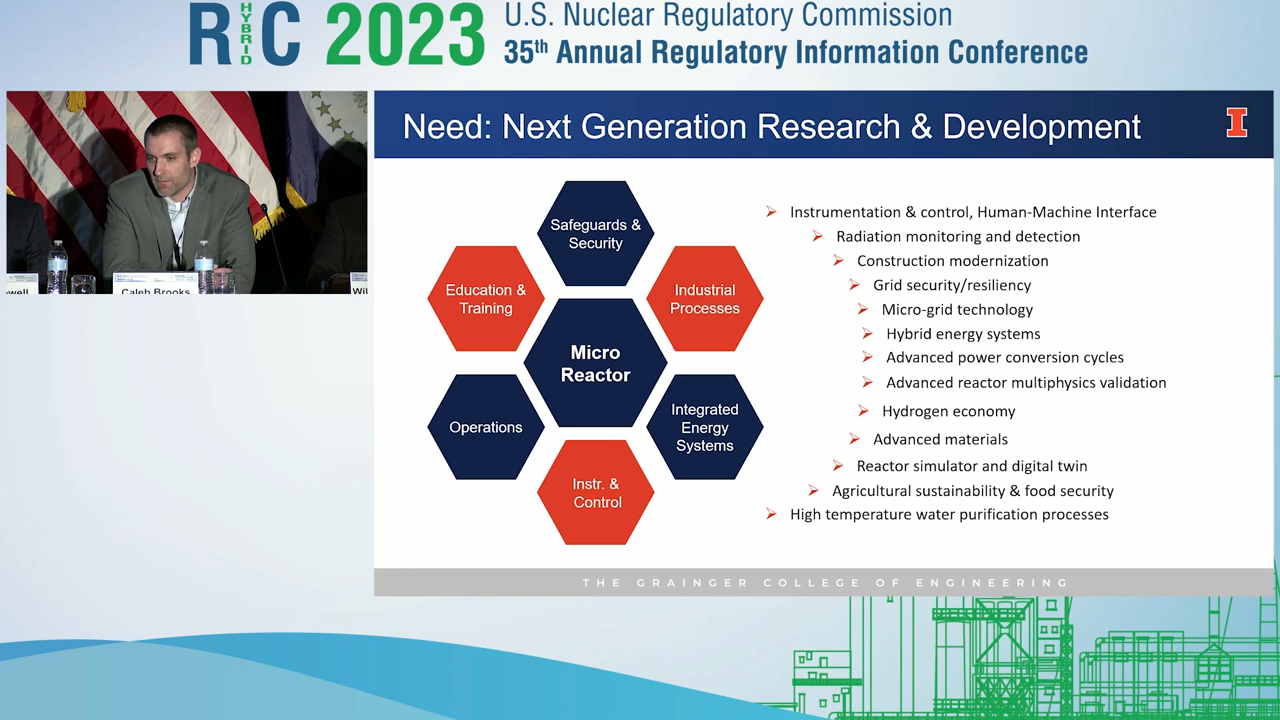 RIC 2023
HYBRID
U.S. Nuclear Regulatory Commission
35th Annual Regulatory Information Conference
Need: Next Generation Research & Development
I
Caleb Brooks
Safeguards &
Security
Education &
Training
Industrial
Processes
Micro
Reactor
Operations
Integrated
Energy
Systems
Instr. &
Control
Instrumentation & control, Human-Machine Interface
Radiation monitoring and detection
Construction modernization
Grid security/resiliency
Micro-grid technology
Hybrid energy systems
Advanced power conversion cycles
Advanced reactor multiphysics validation
Hydrogen economy
Advanced materials
Reactor simulator and digital twin
Agricultural sustainability & food security
High temperature water purification processes
THE GRAINGER COLLEGE OF ENGINEERING